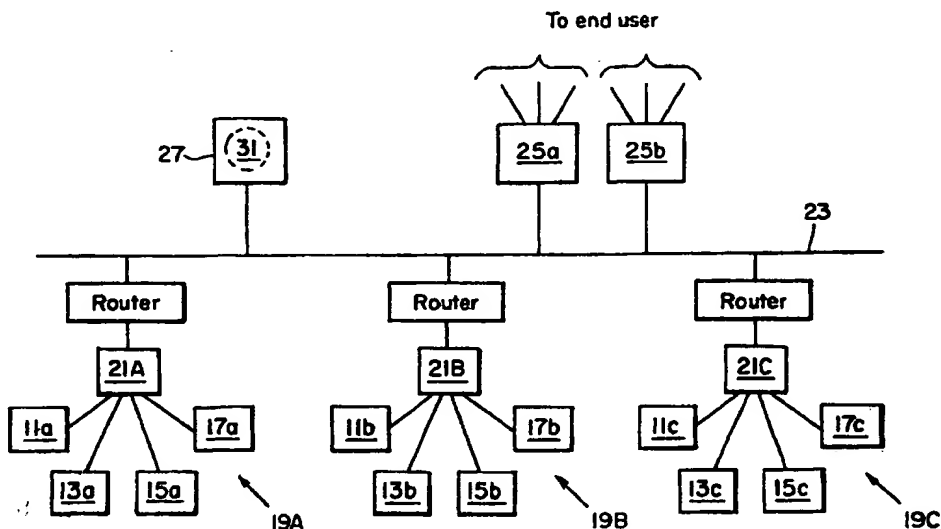 To end user
27
31
25a
25b
23
Router
Router
Router
21A
21B
21C
11a
17a
11b
17b
11c
17c
13a
15a
13b
15b
13c
15c
19A
19B
19C